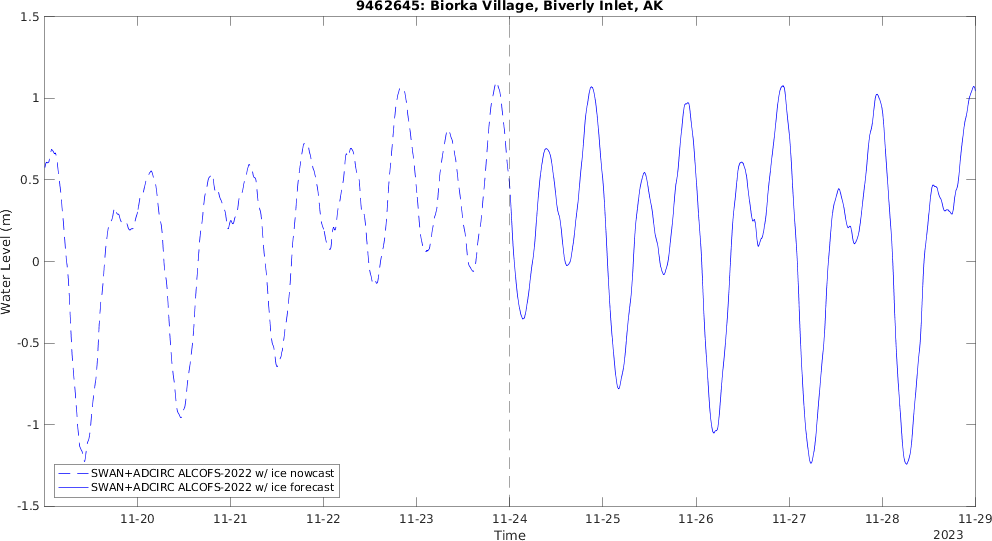 9462645: Biorka Village, Biverly Inlet, AK
Water Level (m)
1.5
1
0.5
0
-0.5
-1
-1.5
SWAN+ADCIRC ALCOFS-2022 w/ ice nowcast
SWAN+ADCIRC ALCOFS-2022 w/ ice forecast
11-20 11-21 11-22 11-23 11-24 11-25 11-26 11-27 11-28 11-29
Time
2023